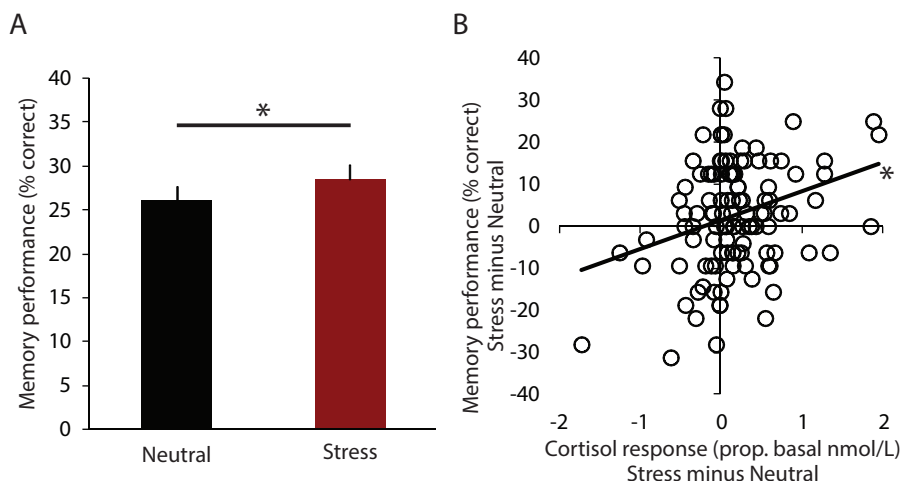 A
Memory performance (% correct)
40
35
30
25
20
15
10
5
0
*
Neutral
Stress
B
Memory performance (% correct)
Stress minus Neutral
40
30
20
10
0
-10
-20
-30
-40
*
-2
-1
0
1
2
Cortisol response (prop. basal nmol/L)
Stress minus Neutral